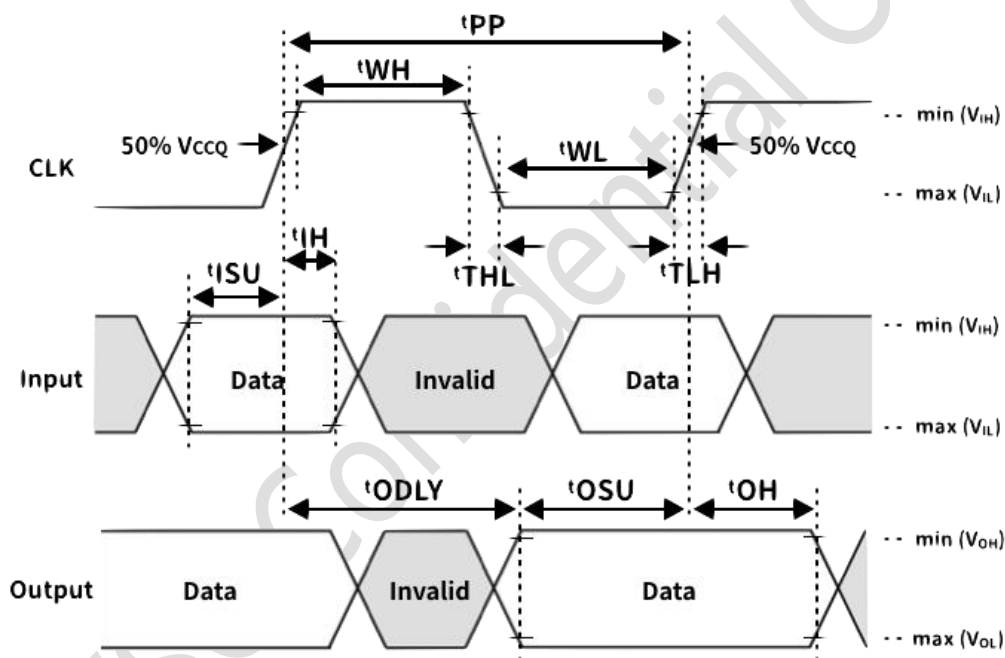 tPP
tWH
min (VIH)
50% VCCQ
tWL
50% VCCQ
CLK
max (VIL)
tIH
tISU
tTHL
tTLH
min (VIH)
Input
Data
Invalid
Data
max (VIL)
tODLY
tOSU
tOH
min (VOH)
Output
Data
Invalid
Data
max (VOL)
Confidential